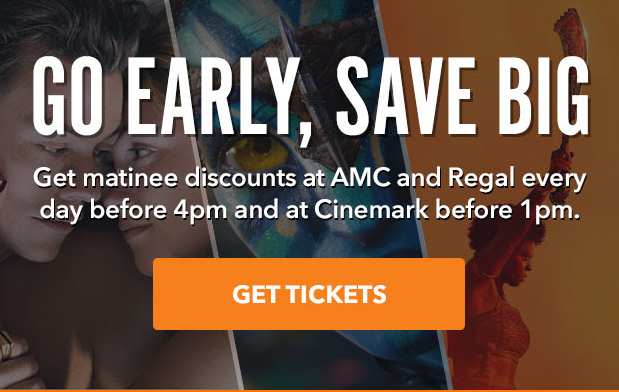 GO EARLY, SAVE BIG
Get matinee discounts at AMC and Regal every
day before 4pm and at Cinemark before 1pm.
GET TICKETS